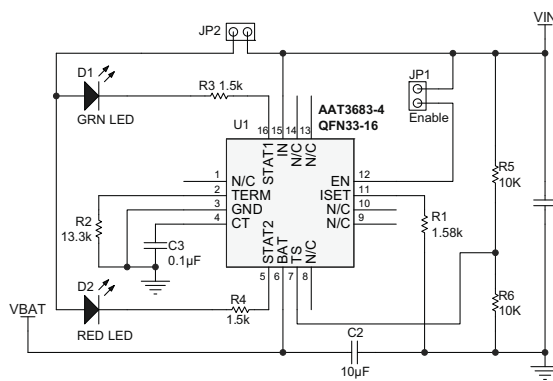 JP2
VIN
D1
GRN LED
R3 1.5k
AAT3683-4
QFN33-16
JP1
Enable
U1
16 15 14 13
STAT1
IN
N/C
N/C
1 N/C
2 TERM
3 GND
4 CT
EN 12
ISET 11
N/C 10
N/C 9
STAT2
BAT
TS
N/C
5 6 7 8
R2
13.3k
C3
0.1µF
R1
1.58k
R5
10K
R6
10K
D2
RED LED
VBAT
R4
1.5k
C2
10µF